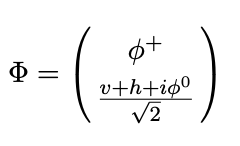 Φ = ( ϕ⁺
(v+h+iϕ⁰)/√2 )